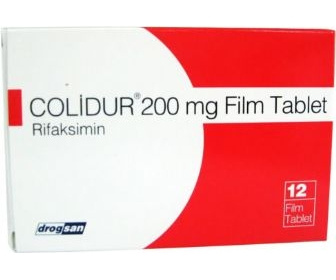 COLİDUR® 200 mg Film Tablet
Rifaksimin
12
Film
Tablet
drogsan